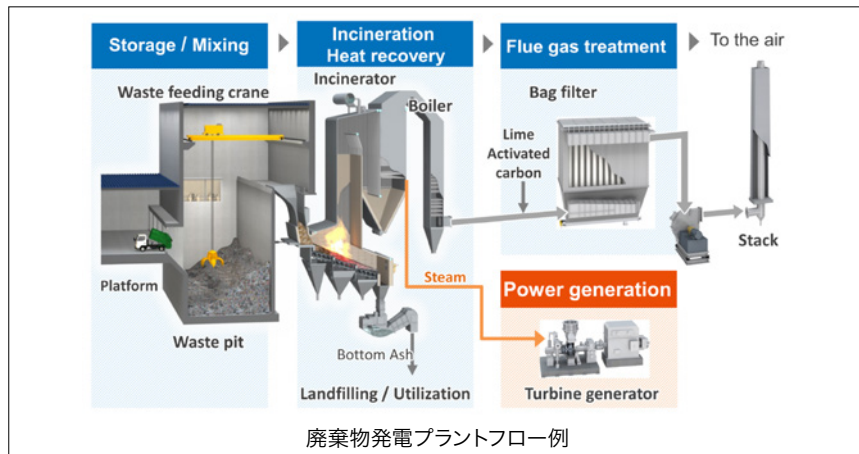 Storage / Mixing
Incineration
Heat recovery
Flue gas treatment
To the air
Waste feeding crane
Incinerator
Boiler
Bag filter
Lime
Activated
carbon
Platform
Waste pit
Steam
Bottom Ash
Landfilling / Utilization
Stack
Power generation
Turbine generator
廃棄物発電プラントフロー例